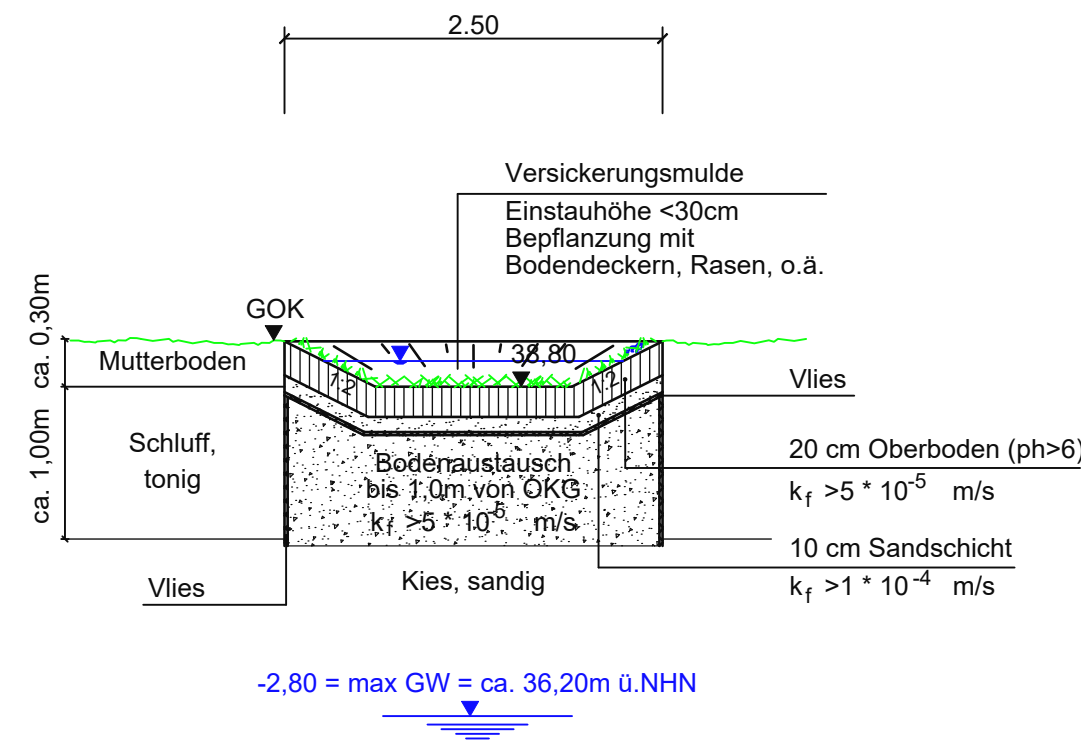 2.50
Versickerungsmulde
Einstauhöhe <30cm
Bepflanzung mit
Bodendeckern, Rasen, o.ä.
GOK
ca. 0,30m
Mutterboden
38,80
1:2
1:2
Vlies
ca. 1,00m
Schluff,
tonig
Bodenaustausch
bis 1,0m von OKG
k_f >5 * 10^-5 m/s
20 cm Oberboden (ph>6)
k_f >5 * 10^-5 m/s
10 cm Sandschicht
k_f >1 * 10^-4 m/s
Vlies
Kies, sandig
-2,80 = max GW = ca. 36,20m ü.NHN